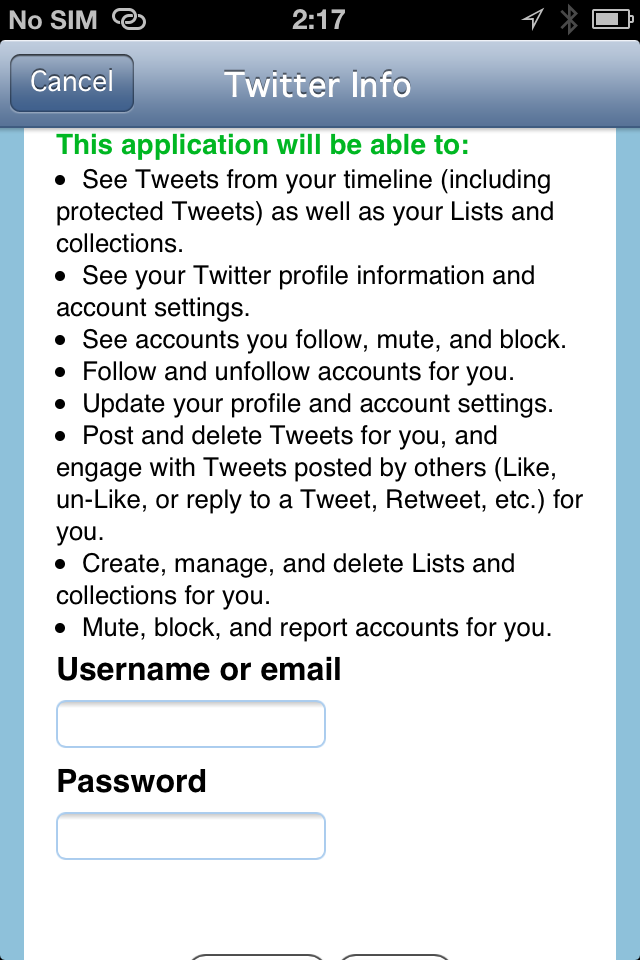 No SIM 2:17
Cancel Twitter Info
This application will be able to:
• See Tweets from your timeline (including
protected Tweets) as well as your Lists and
collections.
• See your Twitter profile information and
account settings.
• See accounts you follow, mute, and block.
• Follow and unfollow accounts for you.
• Update your profile and account settings.
• Post and delete Tweets for you, and
engage with Tweets posted by others (Like,
un-Like, or reply to a Tweet, Retweet, etc.) for
you.
• Create, manage, and delete Lists and
collections for you.
• Mute, block, and report accounts for you.
Username or email
Password